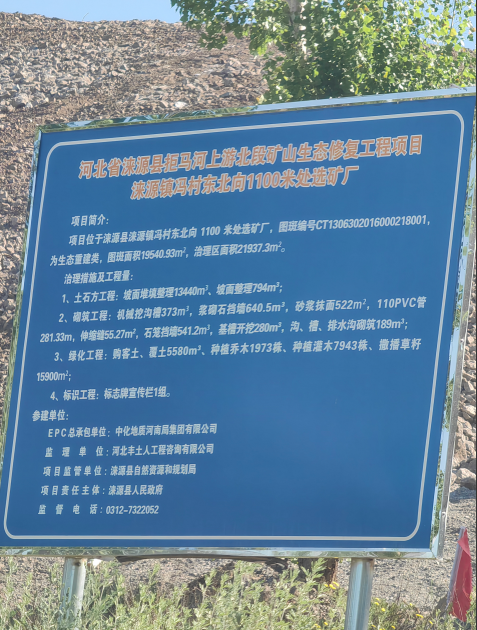 河北省涞源县拒马河上游北段矿山生态修复工程项目
涞源镇冯村东北向1100米处选矿厂
项目简介：
项目位于涞源县涞源镇冯村东北向 1100 米处选矿厂，图斑编号CT1306302016000218001，
为生态重建类，图斑面积19540.93m²，治理区面积21937.3m²。
治理措施及工程量：
1、土石方工程：坡面堆填整理13440m³，坡面整理794m²；
2、砌筑工程：机械挖沟槽373m³，浆砌石挡墙640.5m³，砂浆抹面522m²，110PVC管
281.33m，伸缩缝55.27m²，石笼挡墙541.2m³，基槽开挖280m³，沟、槽、排水沟砌筑189m³；
3、绿化工程：购客土、覆土5580m³、种植乔木1973株、种植灌木7943株、撒播草籽
15900m²；
4、标识工程：标志牌宣传栏1组。
参建单位：
EPC总承包单位：中化地质河南局集团有限公司
监 理 单 位：河北丰土人工程咨询有限公司
项目监管单位：涞源县自然资源和规划局
项目责任主体：涞源县人民政府
监 督 电 话：0312-7322052